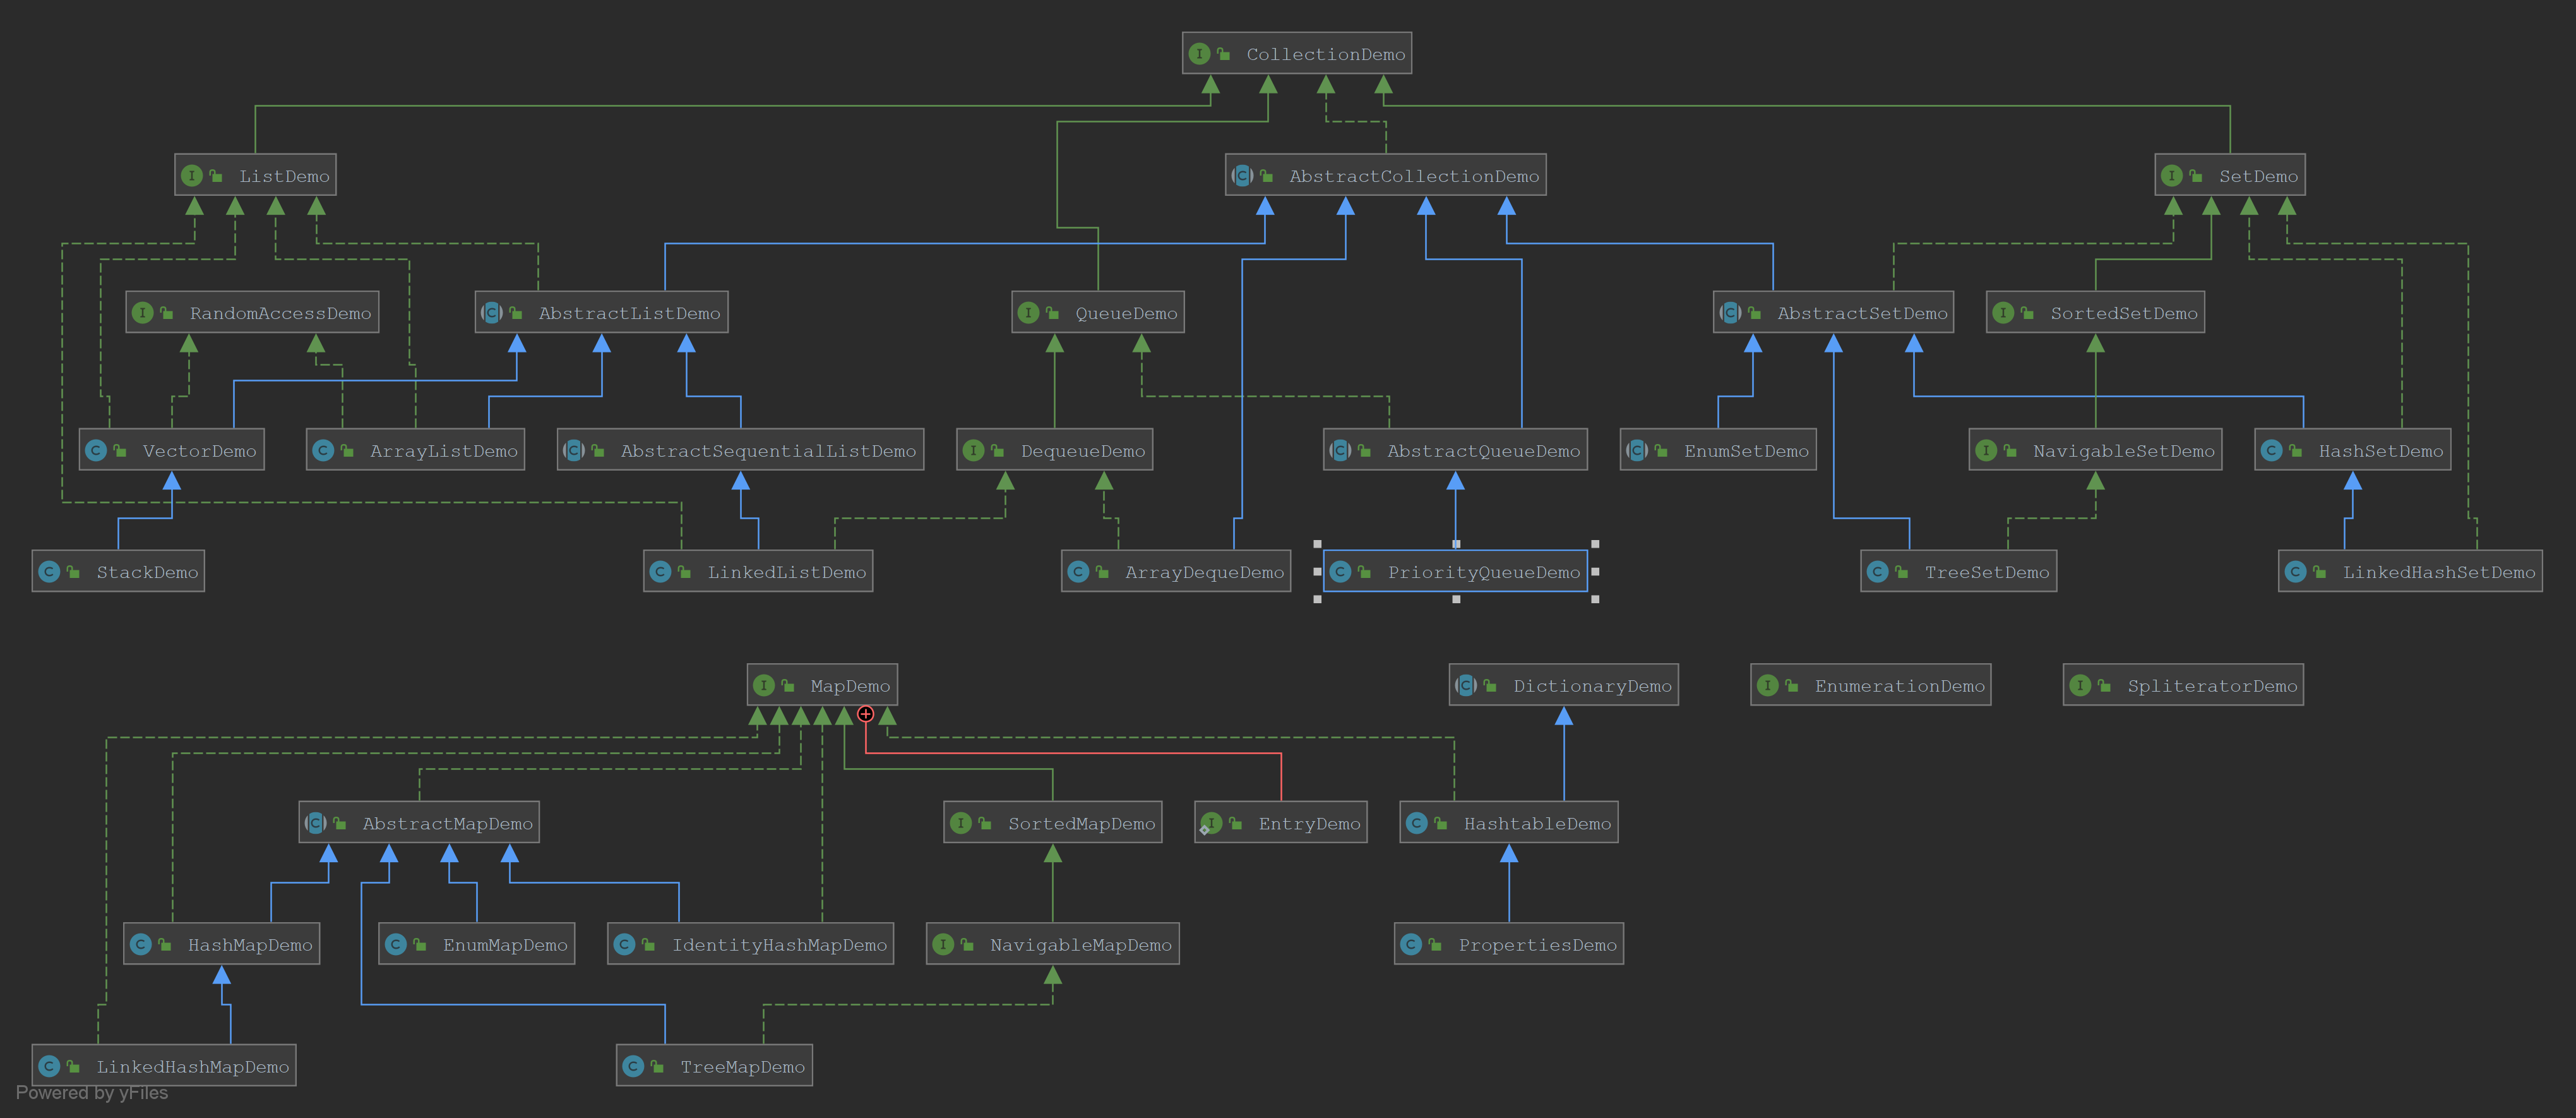 CollectionDemo
ListDemo
AbstractCollectionDemo
SetDemo
RandomAccessDemo
AbstractListDemo
QueueDemo
AbstractSetDemo
SortedSetDemo
VectorDemo
ArrayListDemo
AbstractSequentialListDemo
DequeueDemo
AbstractQueueDemo
EnumSetDemo
NavigableSetDemo
HashSetDemo
StackDemo
LinkedListDemo
ArrayDequeDemo
PriorityQueueDemo
TreeSetDemo
LinkedHashSetDemo
MapDemo
DictionaryDemo
EnumerationDemo
SpliteratorDemo
AbstractMapDemo
SortedMapDemo
EntryDemo
HashtableDemo
HashMapDemo
EnumMapDemo
IdentityHashMapDemo
NavigableMapDemo
PropertiesDemo
LinkedHashMapDemo
TreeMapDemo
Powered by yFiles